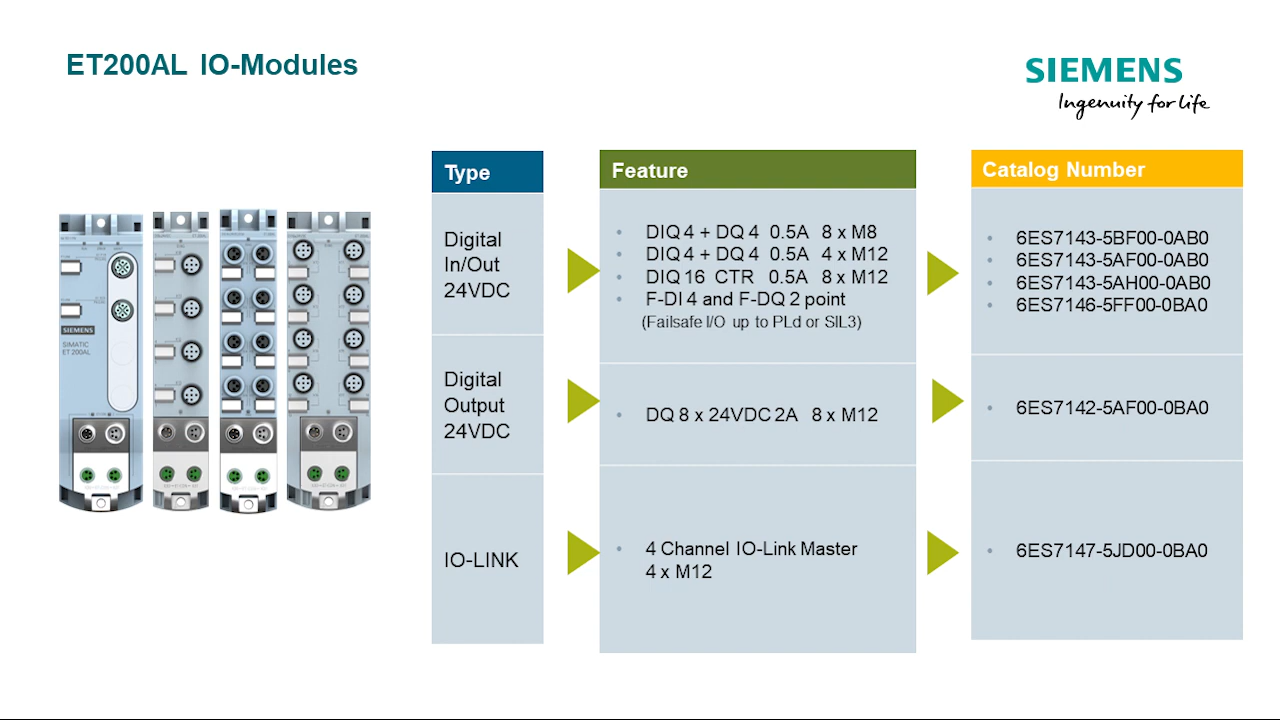 ET200AL IO-Modules
SIEMENS
Ingenuity for life
Type
Feature
Catalog Number
Digital
In/Out
24VDC
• DIQ 4 + DQ 4 0.5A 8 x M8
• DIQ 4 + DQ 4 0.5A 4 x M12
• DIQ 16 CTR 0.5A 8 x M12
• F-DI 4 and F-DQ 2 point
(Failsafe I/O up to PLd or SIL3)
• 6ES7143-5BF00-0AB0
• 6ES7143-5AF00-0AB0
• 6ES7143-5AH00-0AB0
• 6ES7146-5FF00-0BA0
Digital
Output
24VDC
• DQ 8 x 24VDC 2A 8 x M12
• 6ES7142-5AF00-0BA0
IO-LINK
• 4 Channel IO-Link Master
4 x M12
• 6ES7147-5JD00-0BA0
SIEMENS
SIMATIC
ET 200AL